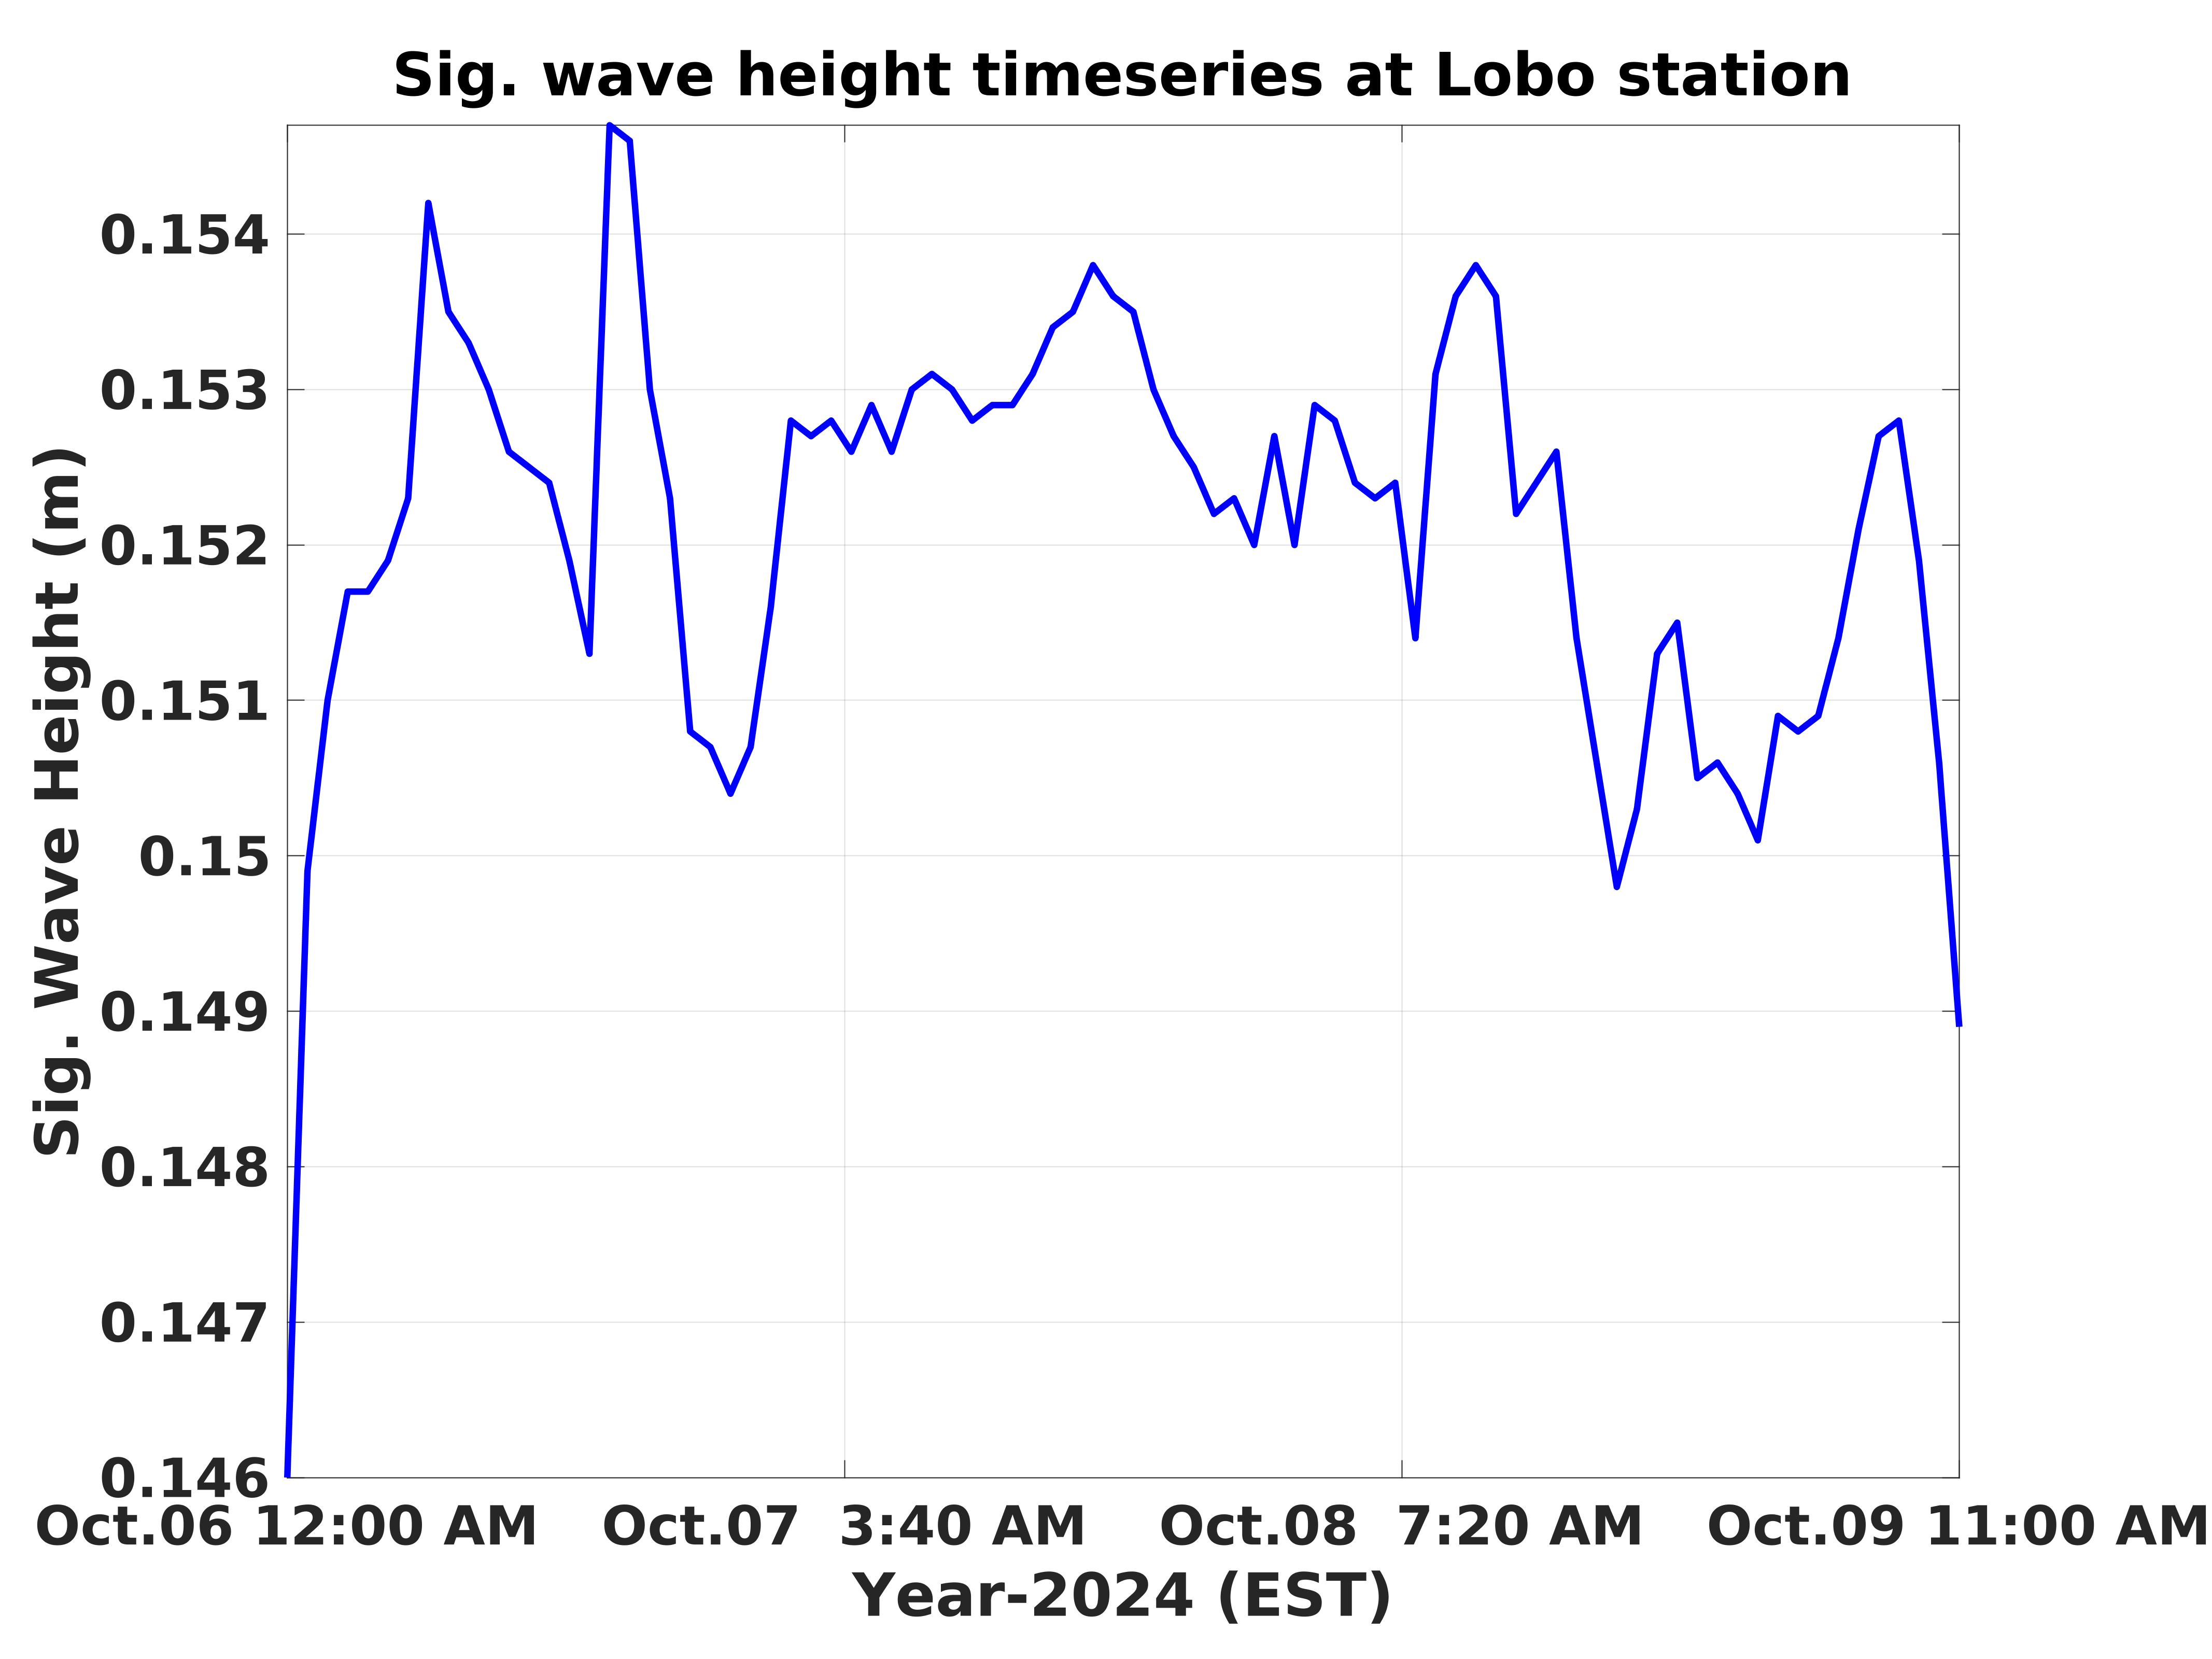 Sig. wave height timeseries at Lobo station
Sig. Wave Height (m)
0.154
0.153
0.152
0.151
0.15
0.149
0.148
0.147
0.146
Oct.06 12:00 AM
Oct.07 3:40 AM
Oct.08 7:20 AM
Oct.09 11:00 AM
Year-2024 (EST)